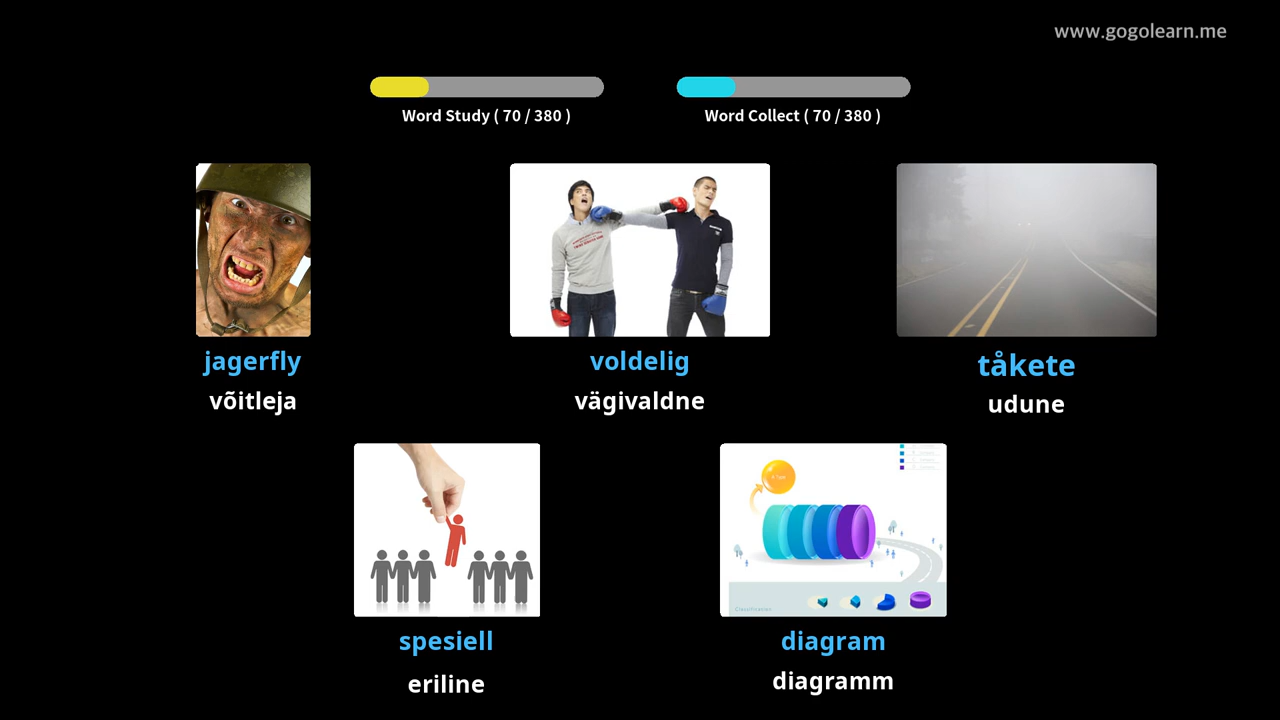 www.gogolearn.me
Word Study ( 70 / 380 )
Word Collect ( 70 / 380 )
jagerfly
võitleja
voldelig
vägivaldne
tåkete
udune
Classification
spesiell
eriline
diagram
diagramm